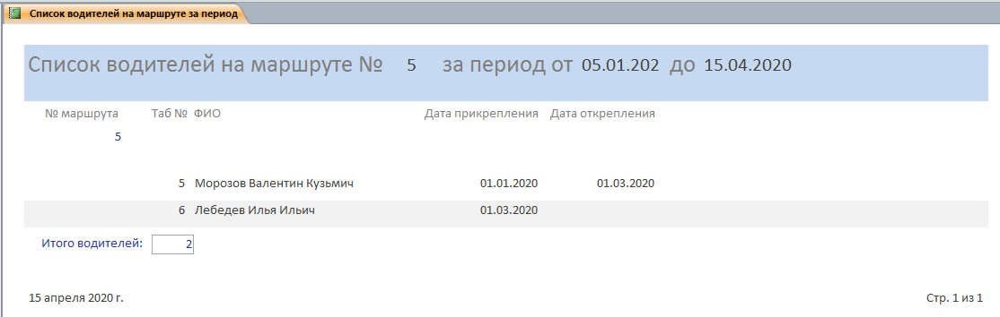 Список водителей на маршруте за период
Список водителей на маршруте № 5 за период от 05.01.202 до 15.04.2020
№ маршрута Таб № ФИО Дата прикрепления Дата открепления
5
5 Морозов Валентин Кузьмич 01.01.2020 01.03.2020
6 Лебедев Илья Ильич 01.03.2020
Итого водителей: 2
15 апреля 2020 г. Стр. 1 из 1